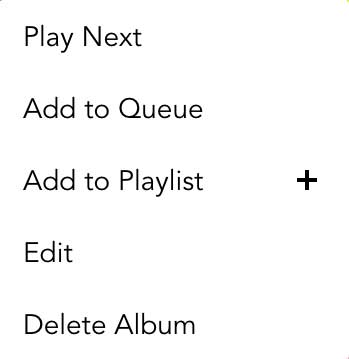 Play Next
Add to Queue
Add to Playlist
Edit
Delete Album